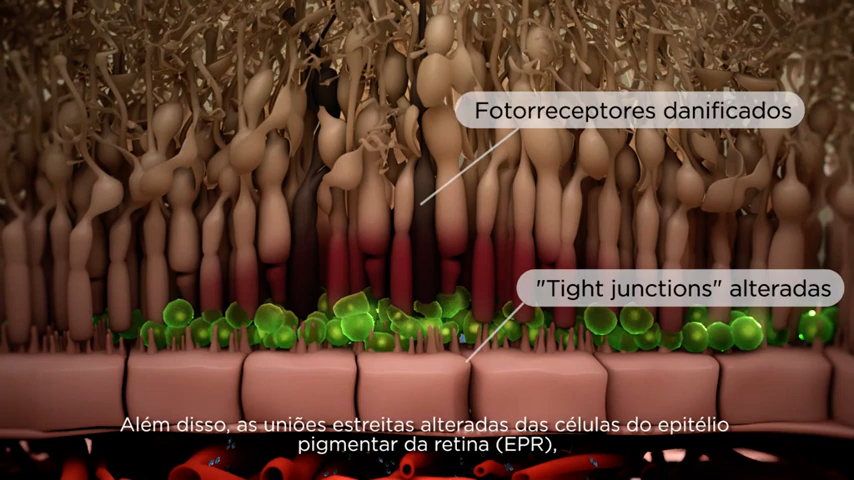 Fotorreceptores danificados
"Tight junctions" alteradas
Além disso, as uniões estreitas alteradas das células do epitélio
pigmentar da retina (EPR),